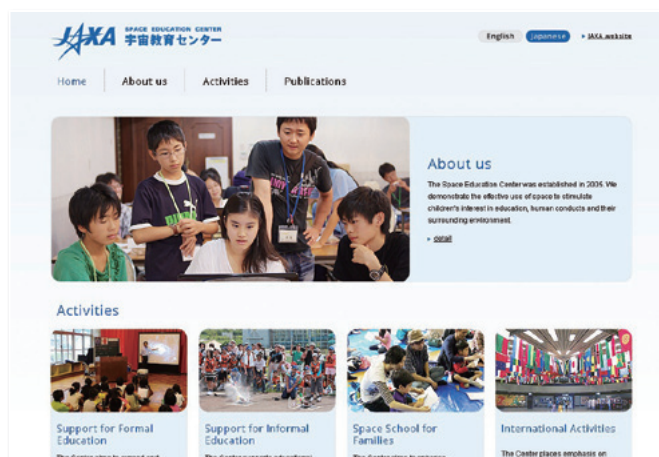 JAXA SPACE EDUCATION CENTER
宇宙教育センター
English Japanese ▸ JAXA website
Home About us Activities Publications
About us
The Space Education Center was established in 2005. We
demonstrate the effective use of space to stimulate
children's interest in education, human conducts and their
surrounding environment.
▸ detail
Activities
Support for Formal
Education
Support for Informal
Education
Space School for
Families
International Activities
The Center places emphasis on